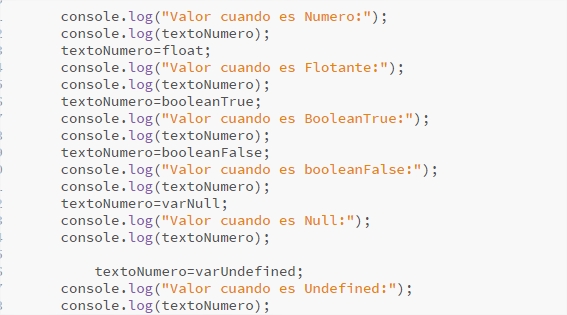 console.log("Valor cuando es Numero:");
console.log(textoNumero);
textoNumero=float;
console.log("Valor cuando es Flotante:");
console.log(textoNumero);
textoNumero=booleanTrue;
console.log("Valor cuando es BooleanTrue:");
console.log(textoNumero);
textoNumero=booleanFalse;
console.log("Valor cuando es booleanFalse:");
console.log(textoNumero);
textoNumero=varNull;
console.log("Valor cuando es Null:");
console.log(textoNumero);
textoNumero=varUndefined;
console.log("Valor cuando es Undefined:");
console.log(textoNumero);